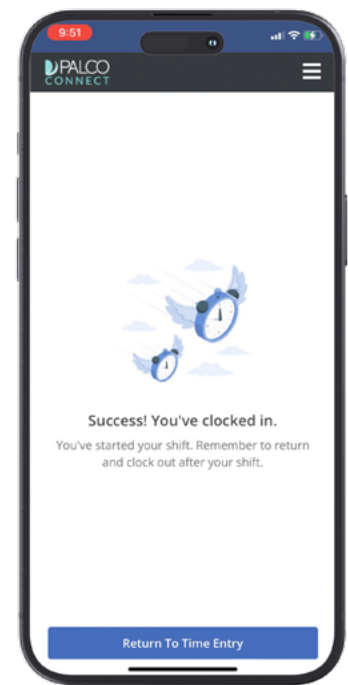 9:51
PALCO
CONNECT
Success! You've clocked in.
You've started your shift. Remember to return
and clock out after your shift.
Return To Time Entry